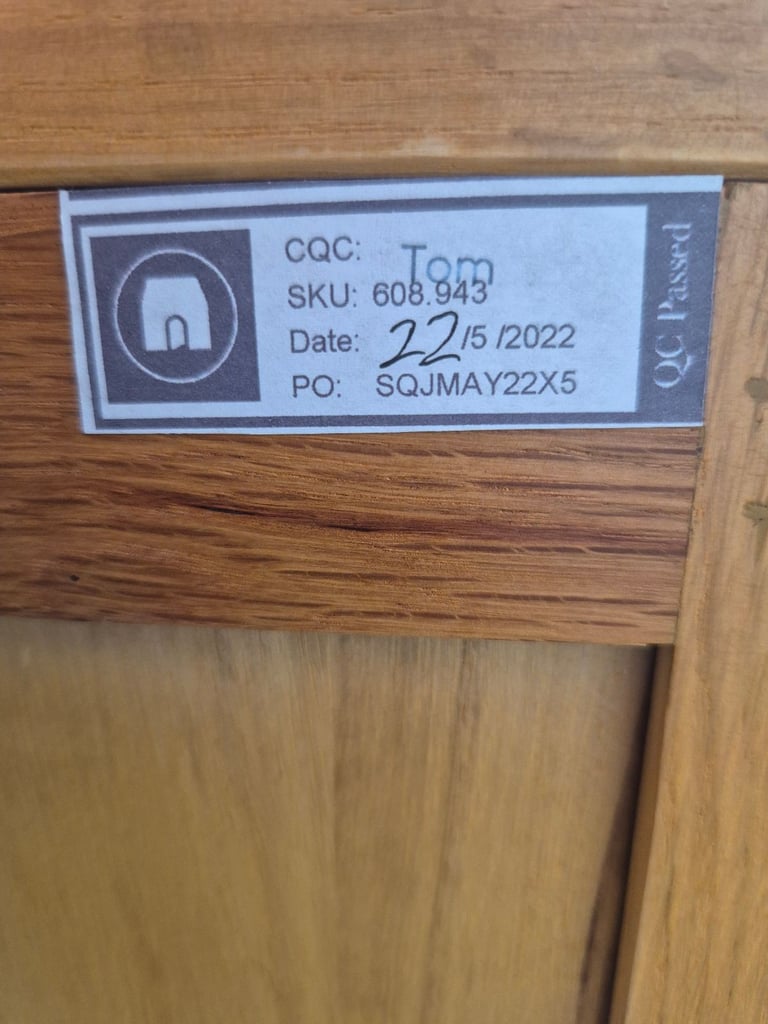 CQC: Tom
SKU: 608.943
Date: 22/5 /2022
PO: SQJMAY22X5
QC Passed